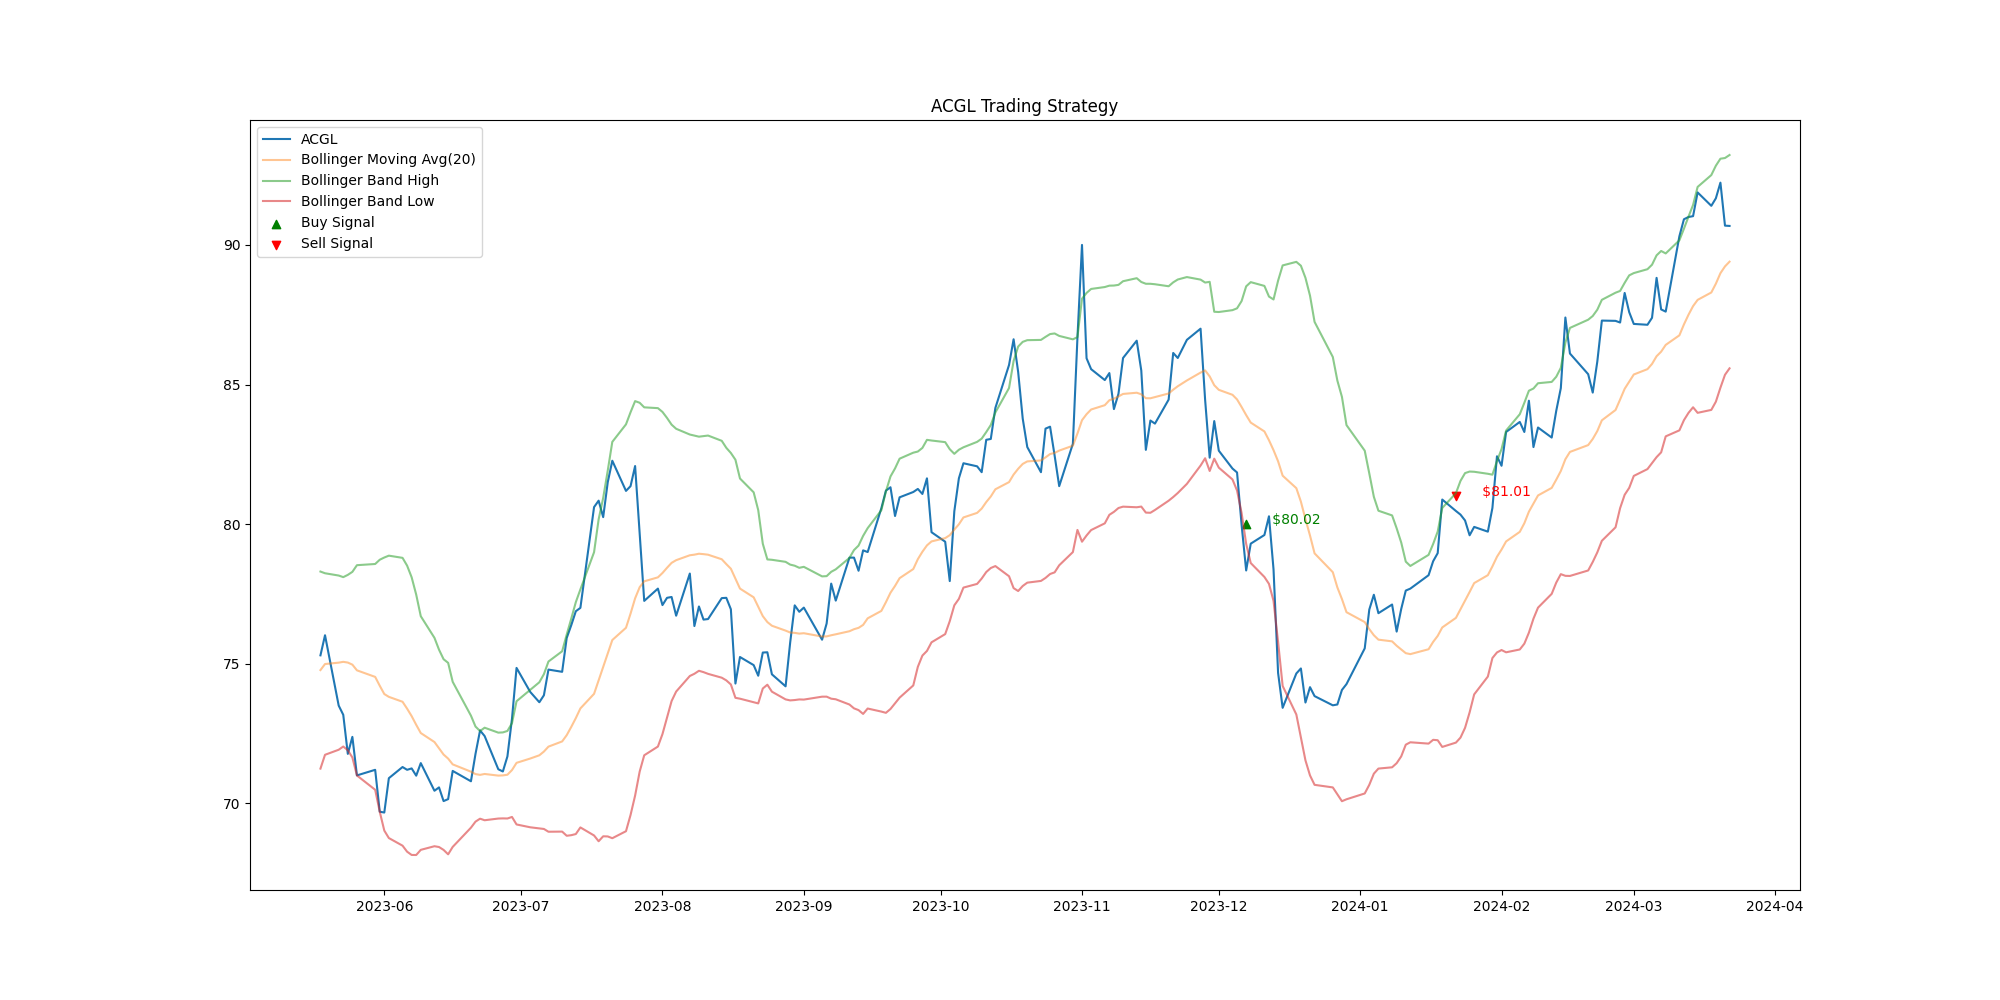 ACGL Trading Strategy
ACGL
Bollinger Moving Avg(20)
Bollinger Band High
Bollinger Band Low
Buy Signal
Sell Signal
90
85
80
75
70
$81.01
$80.02
2023-06
2023-07
2023-08
2023-09
2023-10
2023-11
2023-12
2024-01
2024-02
2024-03
2024-04